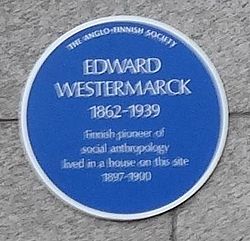 THE ANGLO-FINNISH SOCIETY
EDWARD
WESTERMARCK
1862-1939
Finnish pioneer of
social anthropology
lived in a house on this site
1897-1900